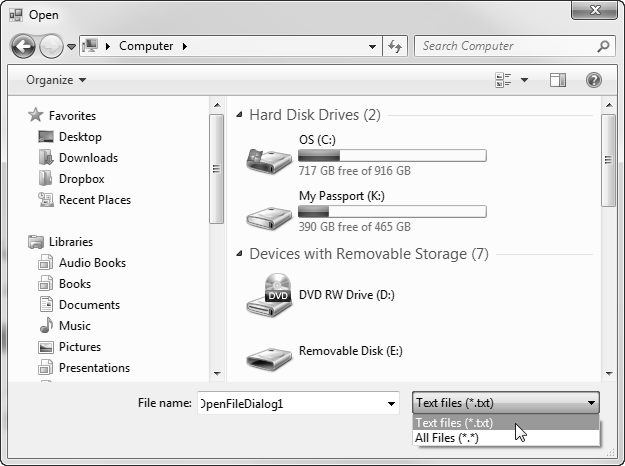 Open
Computer
Search Computer
Organize
Favorites
Desktop
Downloads
Dropbox
Recent Places
Libraries
Audio Books
Books
Documents
Music
Pictures
Presentations
Hard Disk Drives (2)
OS (C:)
717 GB free of 916 GB
My Passport (K:)
390 GB free of 465 GB
Devices with Removable Storage (7)
DVD
DVD RW Drive (D:)
Removable Disk (E:)
File name: OpenFileDialog1
Text files (*.txt)
Text files (*.txt)
All Files (*.*)